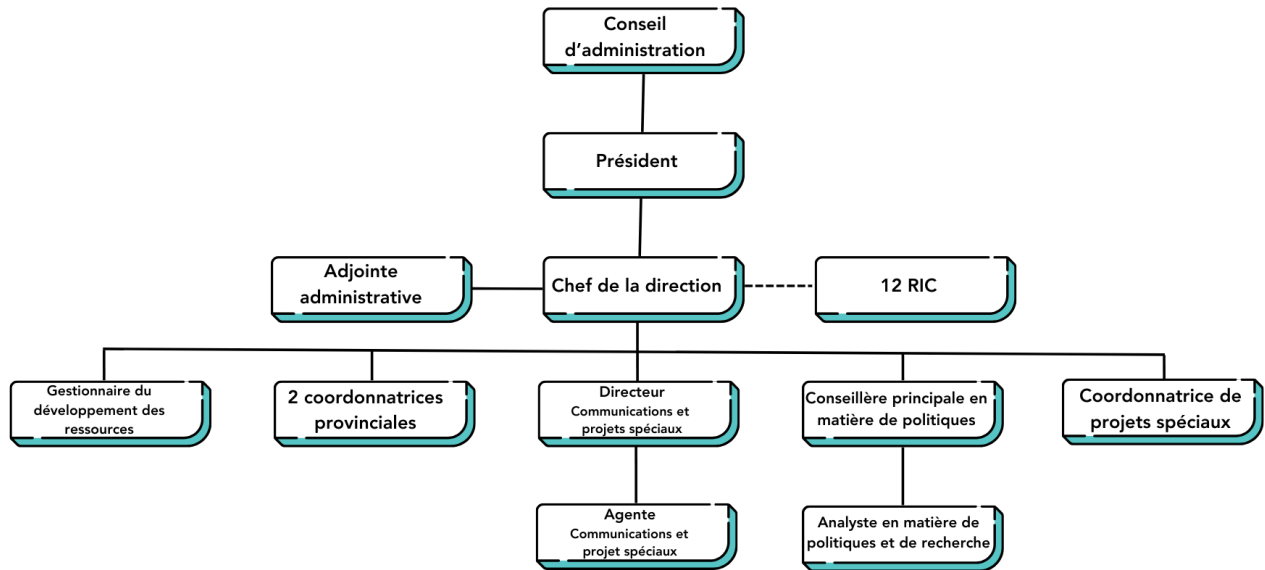 Conseil
d'administration
Président
Adjointe
administrative
Chef de la direction
12 RIC
Gestionnaire du
développement des
ressources
2 coordonnatrices
provinciales
Directeur
Communications et
projets spéciaux
Conseillère principale en
matière de politiques
Coordonnatrice de
projets spéciaux
Agente
Communications et
projet spéciaux
Analyste en matière de
politiques et de recherche